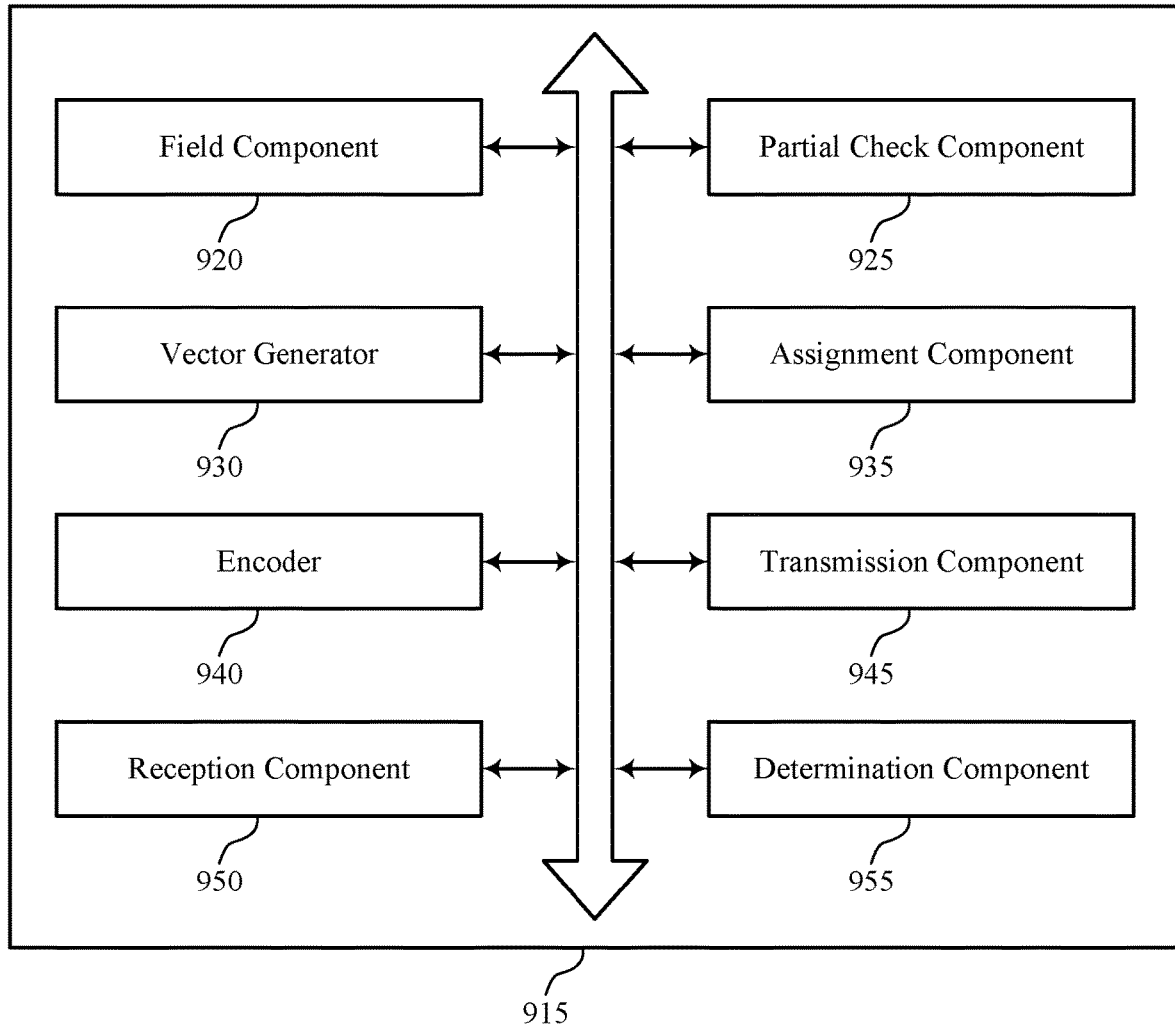 Field Component
Partial Check Component
920
925
Vector Generator
Assignment Component
930
935
Encoder
Transmission Component
940
945
Reception Component
Determination Component
950
955
915